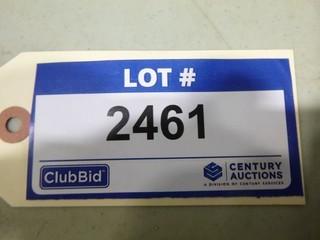 LOT #
2461
ClubBid
CENTURY
AUCTIONS
A DIVISION OF CENTURY SERVICES